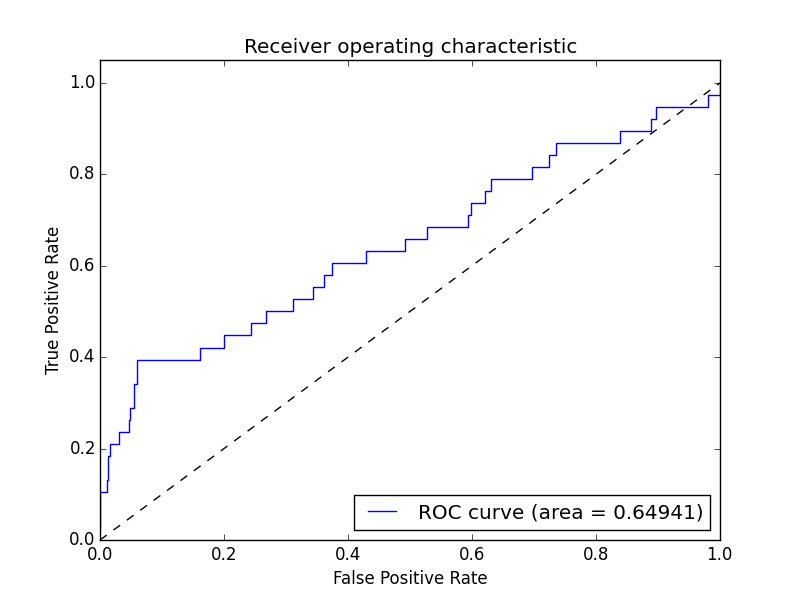 Receiver operating characteristic
True Positive Rate
1.0
0.8
0.6
0.4
0.2
0.0
ROC curve (area = 0.64941)
0.0 0.2 0.4 0.6 0.8 1.0
False Positive Rate